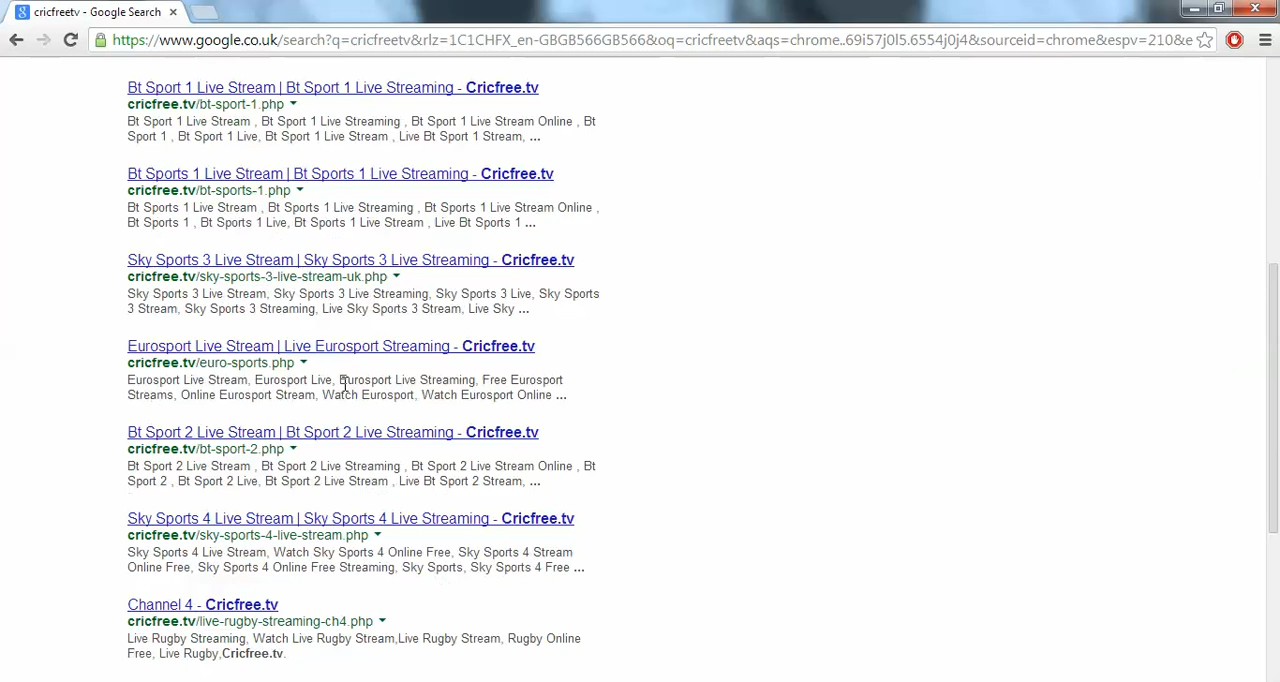 cricfreetv - Google Search
https://www.google.co.uk/search?q=cricfreetv&rlz=1C1CHFX_en-GBGB566GB566&oq=cricfreetv&aqs=chrome..69i57j0l5.6554j0j4&sourceid=chrome&espv=210&e
Bt Sport 1 Live Stream | Bt Sport 1 Live Streaming - Cricfree.tv
cricfree.tv/bt-sport-1.php
Bt Sport 1 Live Stream , Bt Sport 1 Live Streaming , Bt Sport 1 Live Stream Online , Bt
Sport 1 , Bt Sport 1 Live, Bt Sport 1 Live Stream , Live Bt Sport 1 Stream, ...
Bt Sports 1 Live Stream | Bt Sports 1 Live Streaming - Cricfree.tv
cricfree.tv/bt-sports-1.php
Bt Sports 1 Live Stream , Bt Sports 1 Live Streaming , Bt Sports 1 Live Stream Online ,
Bt Sports 1 , Bt Sports 1 Live, Bt Sports 1 Live Stream , Live Bt Sports 1 ...
Sky Sports 3 Live Stream | Sky Sports 3 Live Streaming - Cricfree.tv
cricfree.tv/sky-sports-3-live-stream-uk.php
Sky Sports 3 Live Stream, Sky Sports 3 Live Streaming, Sky Sports 3 Live, Sky Sports
3 Stream, Sky Sports 3 Streaming, Live Sky Sports 3 Stream, Live Sky ...
Eurosport Live Stream | Live Eurosport Streaming - Cricfree.tv
cricfree.tv/euro-sports.php
Eurosport Live Stream, Eurosport Live, Eurosport Live Streaming, Free Eurosport
Streams, Online Eurosport Stream, Watch Eurosport, Watch Eurosport Online ...
Bt Sport 2 Live Stream | Bt Sport 2 Live Streaming - Cricfree.tv
cricfree.tv/bt-sport-2.php
Bt Sport 2 Live Stream , Bt Sport 2 Live Streaming , Bt Sport 2 Live Stream Online , Bt
Sport 2 , Bt Sport 2 Live, Bt Sport 2 Live Stream , Live Bt Sport 2 Stream, ...
Sky Sports 4 Live Stream | Sky Sports 4 Live Streaming - Cricfree.tv
cricfree.tv/sky-sports-4-live-stream.php
Sky Sports 4 Live Stream, Watch Sky Sports 4 Online Free, Sky Sports 4 Stream
Online Free, Sky Sports 4 Online Free Streaming, Sky Sports, Sky Sports 4 Free ...
Channel 4 - Cricfree.tv
cricfree.tv/live-rugby-streaming-ch4.php
Live Rugby Streaming, Watch Live Rugby Stream,Live Rugby Stream, Rugby Online
Free, Live Rugby,Cricfree.tv.